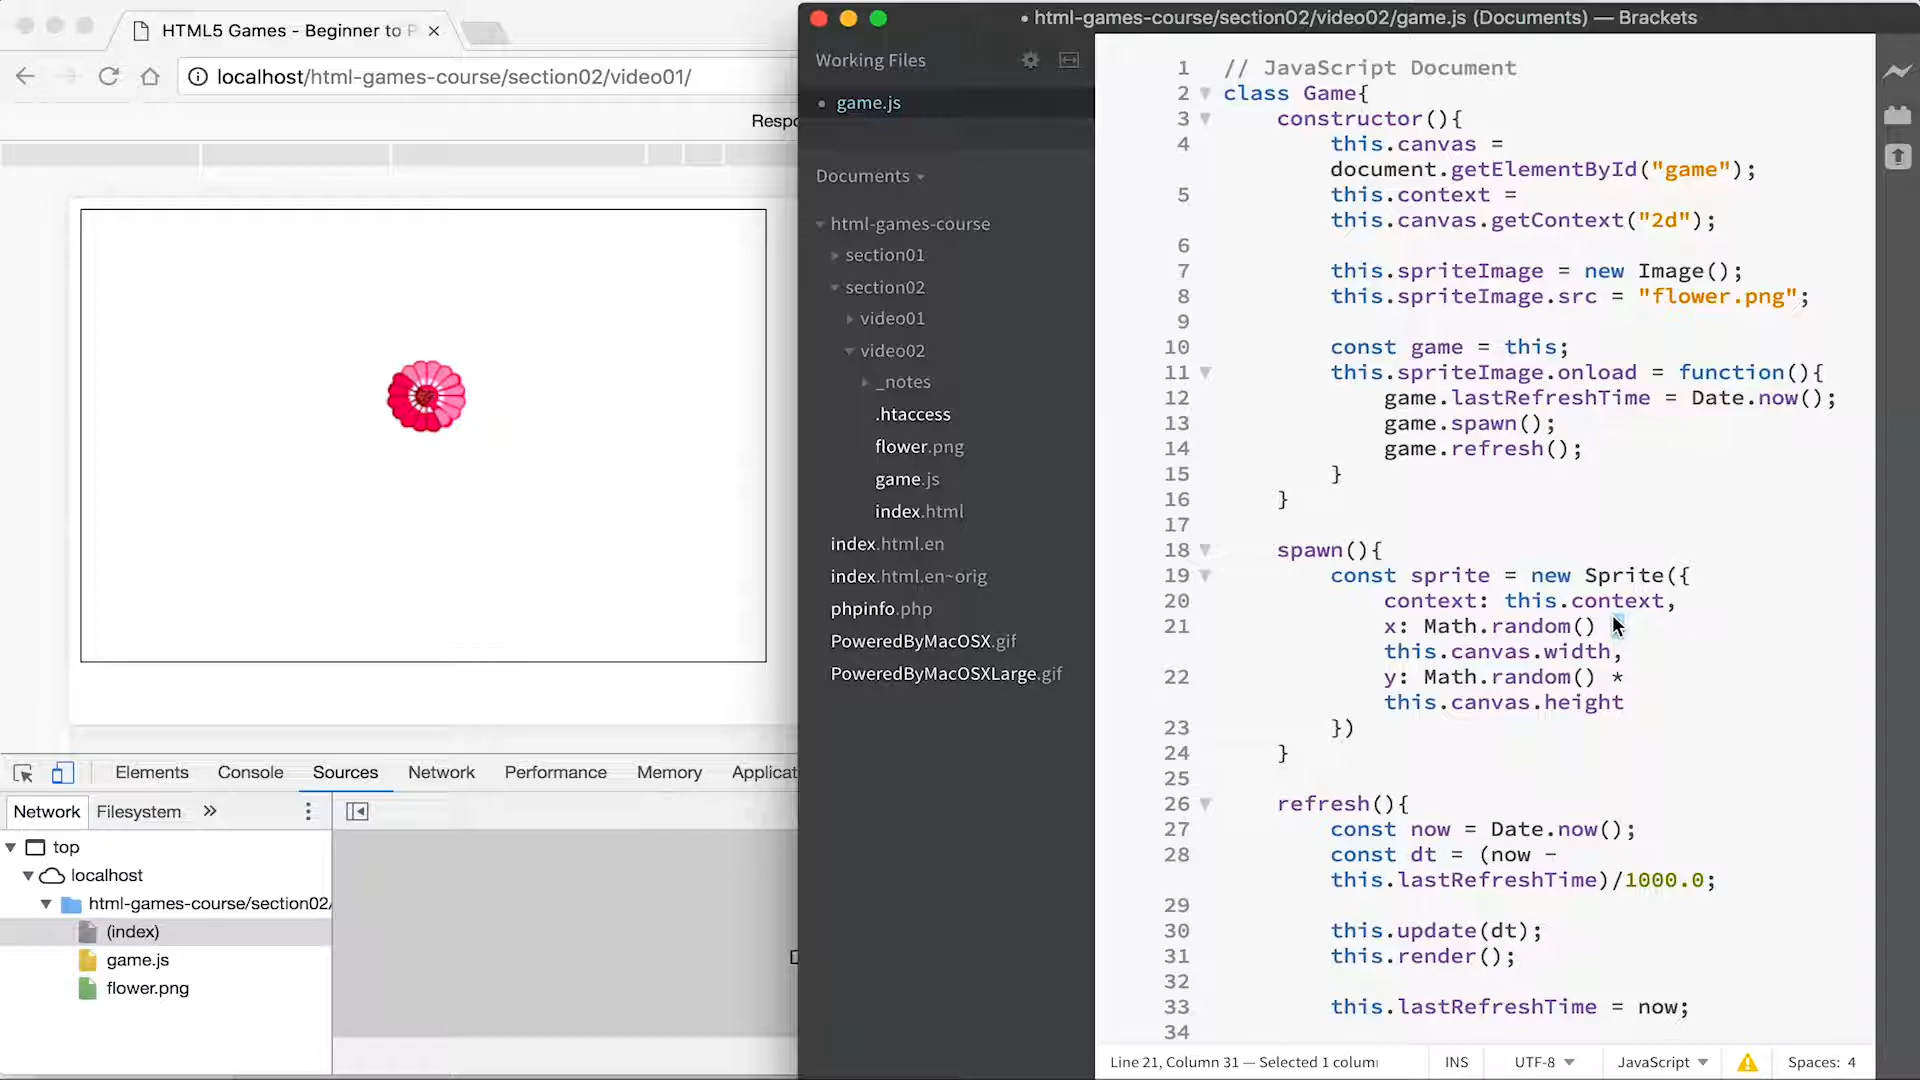 HTML5 Games - Beginner to P
localhost/html-games-course/section02/video01/
Respo
Elements Console Sources Network Performance Memory Applicat
Network Filesystem »
top
localhost
html-games-course/section02/
(index)
game.js
flower.png
• html-games-course/section02/video02/game.js (Documents) — Brackets
Working Files
• game.js
Documents
html-games-course
section01
section02
video01
video02
_notes
.htaccess
flower.png
game.js
index.html
index.html.en
index.html.en~orig
phpinfo.php
PoweredByMacOSX.gif
PoweredByMacOSXLarge.gif
1 // JavaScript Document
2 class Game{
3 constructor(){
4 this.canvas =
document.getElementById("game");
5 this.context =
this.canvas.getContext("2d");
6
7 this.spriteImage = new Image();
8 this.spriteImage.src = "flower.png";
9
10 const game = this;
11 this.spriteImage.onload = function(){
12 game.lastRefreshTime = Date.now();
13 game.spawn();
14 game.refresh();
15 }
16 }
17
18 spawn(){
19 const sprite = new Sprite({
20 context: this.context,
21 x: Math.random()
this.canvas.width,
22 y: Math.random() *
this.canvas.height
23 })
24 }
25
26 refresh(){
27 const now = Date.now();
28 const dt = (now -
this.lastRefreshTime)/1000.0;
29
30 this.update(dt);
31 this.render();
32
33 this.lastRefreshTime = now;
34
Line 21, Column 31 — Selected 1 colum
INS UTF-8 JavaScript Spaces: 4